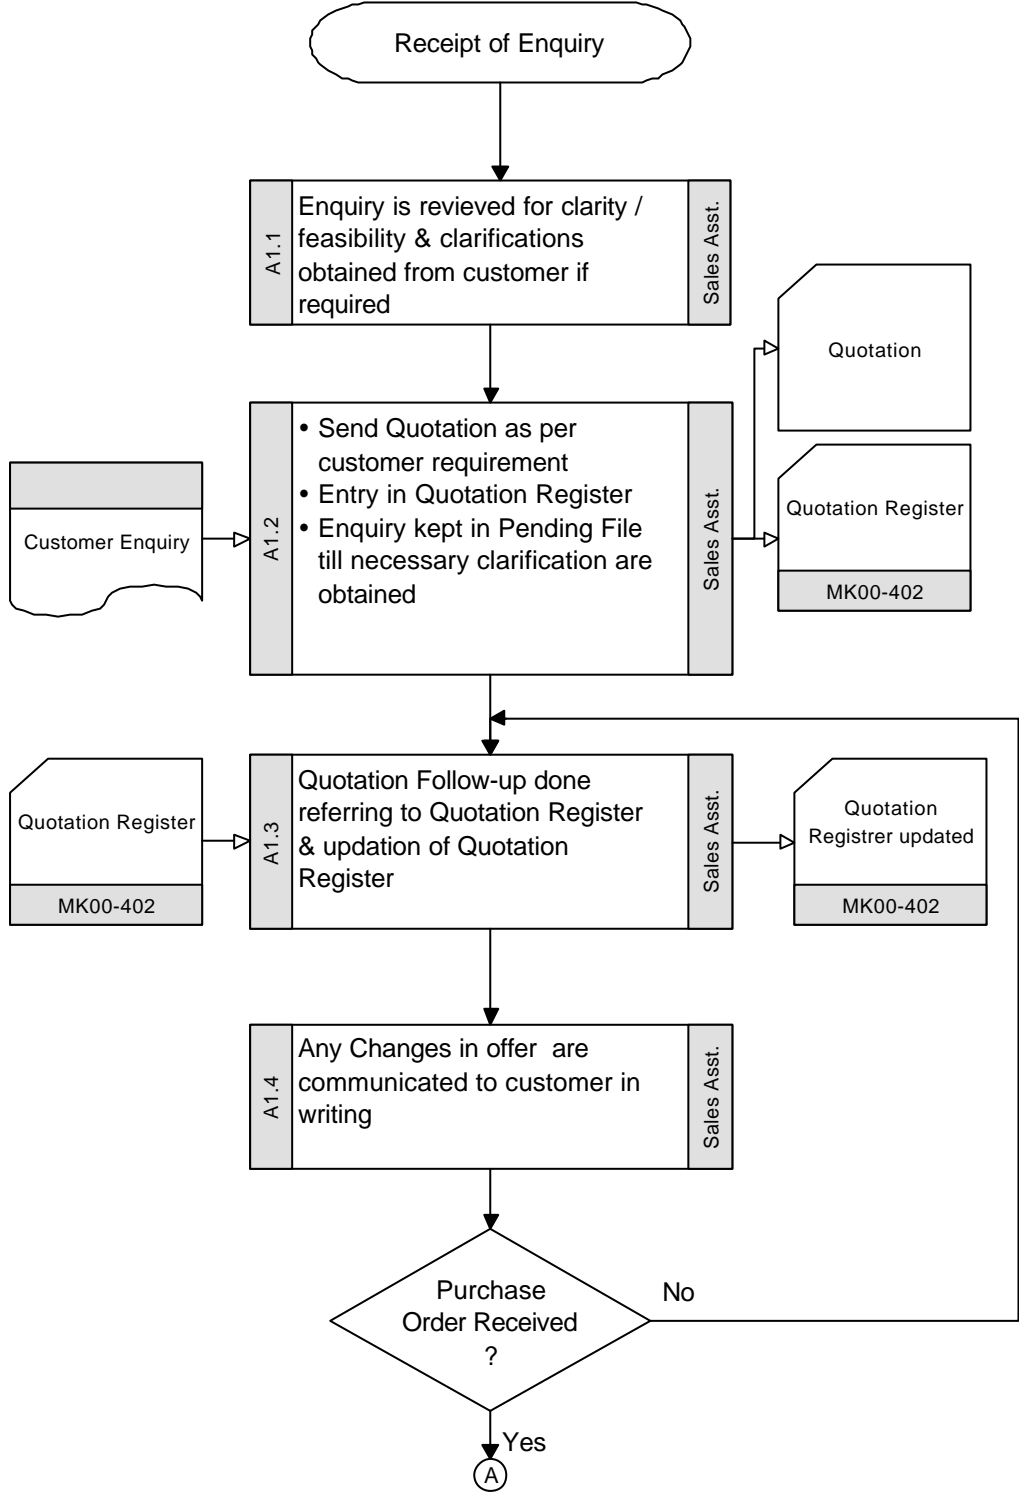 Receipt of Enquiry
A1.1
Enquiry is revieved for clarity /
feasibility & clarifications
obtained from customer if
required
Sales Asst.
Quotation
A1.2
• Send Quotation as per
customer requirement
• Entry in Quotation Register
• Enquiry kept in Pending File
till necessary clarification are
obtained
Sales Asst.
Customer Enquiry
Quotation Register
MK00-402
Quotation Register
MK00-402
A1.3
Quotation Follow-up done
referring to Quotation Register
& updation of Quotation
Register
Sales Asst.
Quotation
Registrer updated
MK00-402
A1.4
Any Changes in offer are
communicated to customer in
writing
Sales Asst.
Purchase
Order Received
?
No
Yes
A